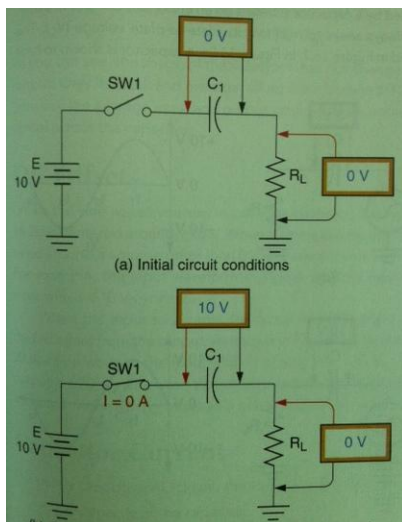 0 V
SW1
C1
E
10 V
RL
0 V
(a) Initial circuit conditions
10 V
SW1
C1
I = 0 A
E
10 V
RL
0 V